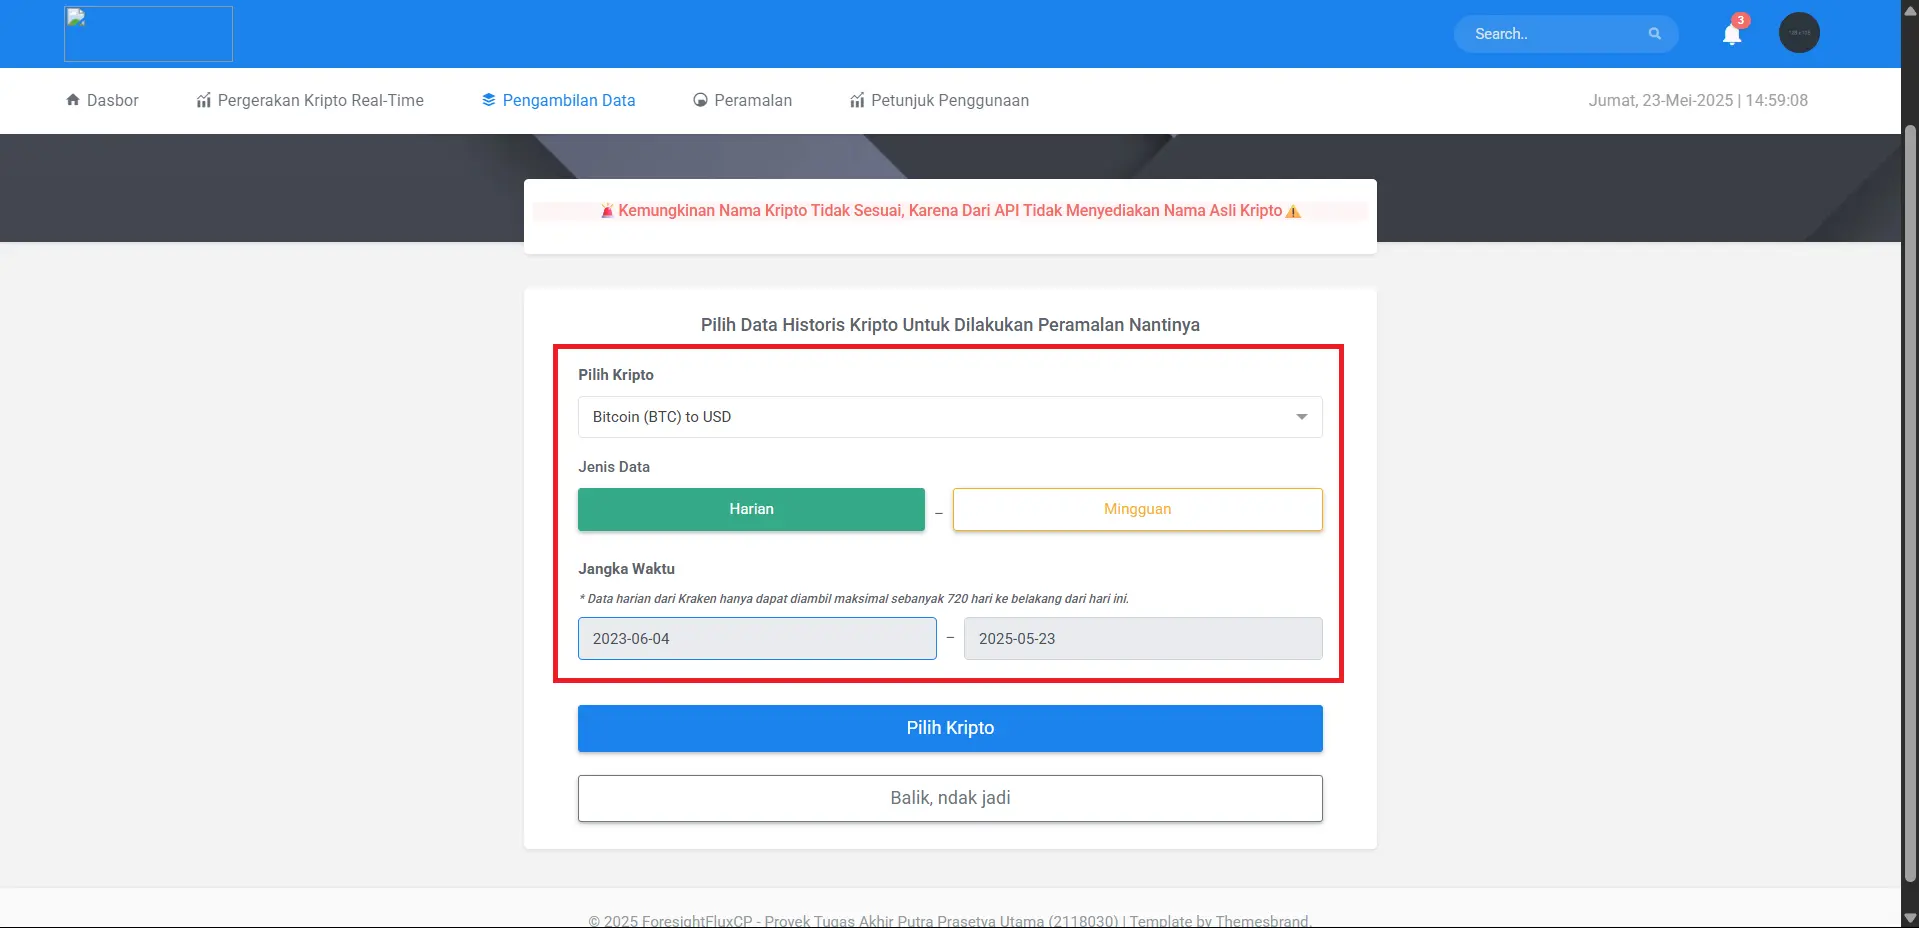 Search..
3
Dasbor
Pergerakan Kripto Real-Time
Pengambilan Data
Peramalan
Petunjuk Penggunaan
Jumat, 23-Mei-2025 | 14:59:08
🚨 Kemungkinan Nama Kripto Tidak Sesuai, Karena Dari API Tidak Menyediakan Nama Asli Kripto ⚠️
Pilih Data Historis Kripto Untuk Dilakukan Peramalan Nantinya
Pilih Kripto
Bitcoin (BTC) to USD
Jenis Data
Harian – Mingguan
Jangka Waktu
* Data harian dari Kraken hanya dapat diambil maksimal sebanyak 720 hari ke belakang dari hari ini.
2023-06-04 – 2025-05-23
Pilih Kripto
Balik, ndak jadi
© 2025 ForesightFluxCP - Proyek Tugas Akhir Putra Prasetya Utama (2118030) | Template by Themesbrand.